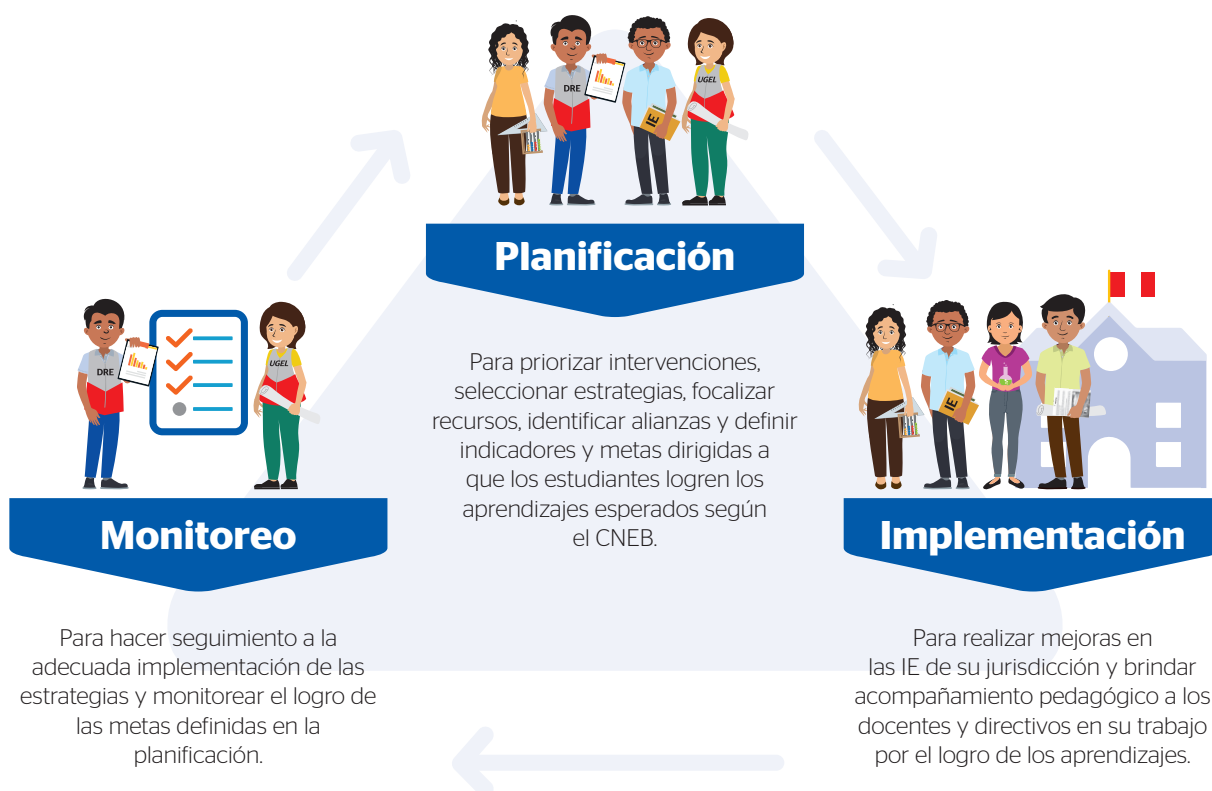 DRE
UGEL
IE
Planificación
Para priorizar intervenciones,
seleccionar estrategias, focalizar
recursos, identificar alianzas y definir
indicadores y metas dirigidas a
que los estudiantes logren los
aprendizajes esperados según
el CNEB.
DRE
UGEL
Monitoreo
Para hacer seguimiento a la
adecuada implementación de las
estrategias y monitorear el logro de
las metas definidas en la
planificación.
IE
Implementación
Para realizar mejoras en
las IE de su jurisdicción y brindar
acompañamiento pedagógico a los
docentes y directivos en su trabajo
por el logro de los aprendizajes.